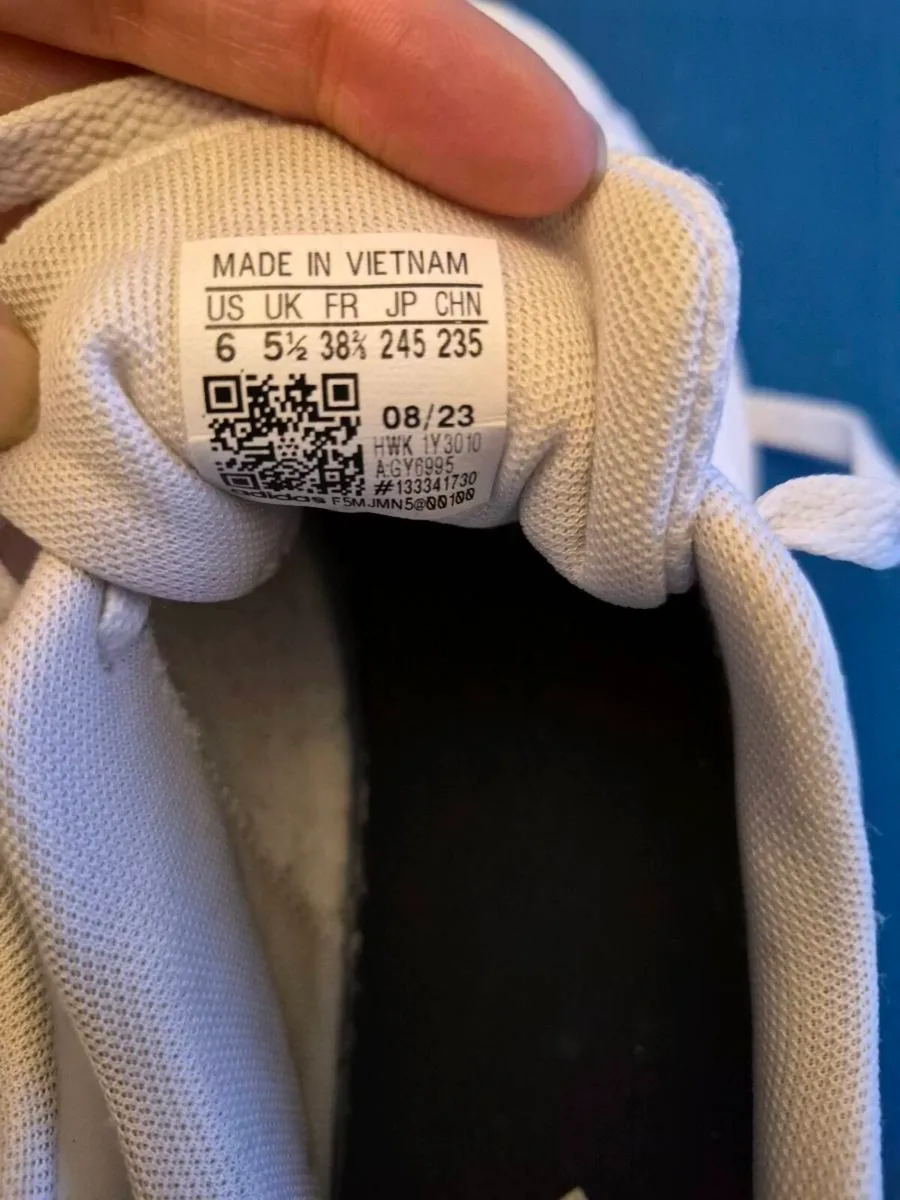 MADE IN VIETNAM
US UK FR JP CHN
6 5½ 38⅔ 245 235
08/23
HWK 1Y3010
A:GY6995
#133341730
adidas F5MJMN5@00100